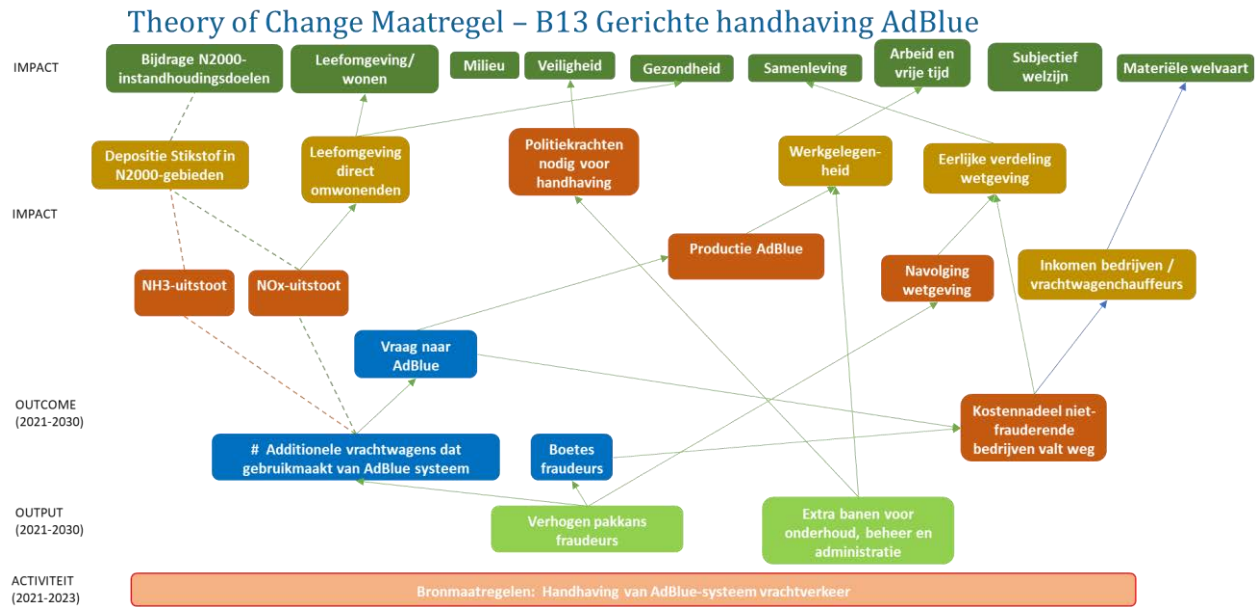 Theory of Change Maatregel – B13 Gerichte handhaving AdBlue
IMPACT
Bijdrage N2000-
instandhoudingsdoelen
Leefomgeving/
wonen
Milieu
Veiligheid
Gezondheid
Samenleving
Arbeid en
vrije tijd
Subjectief
welzijn
Materiële welvaart
Depositie Stikstof in
N2000-gebieden
Leefomgeving
direct
omwonenden
Politiekrachten
nodig voor
handhaving
Werkgelegen-
heid
Eerlijke verdeling
wetgeving
IMPACT
NH3-uitstoot
NOx-uitstoot
Productie AdBlue
Navolging
wetgeving
Inkomen bedrijven /
vrachtwagenchauffeurs
Vraag naar
AdBlue
OUTCOME
(2021-2030)
# Additionele vrachtwagens dat
gebruikmaakt van AdBlue systeem
Boetes
fraudeurs
Kostennadeel niet-
frauderende
bedrijven valt weg
OUTPUT
(2021-2030)
Verhogen pakkans
fraudeurs
Extra banen voor
onderhoud, beheer en
administratie
ACTIVITEIT
(2021-2023)
Bronmaatregelen: Handhaving van AdBlue-systeem vrachtverkeer